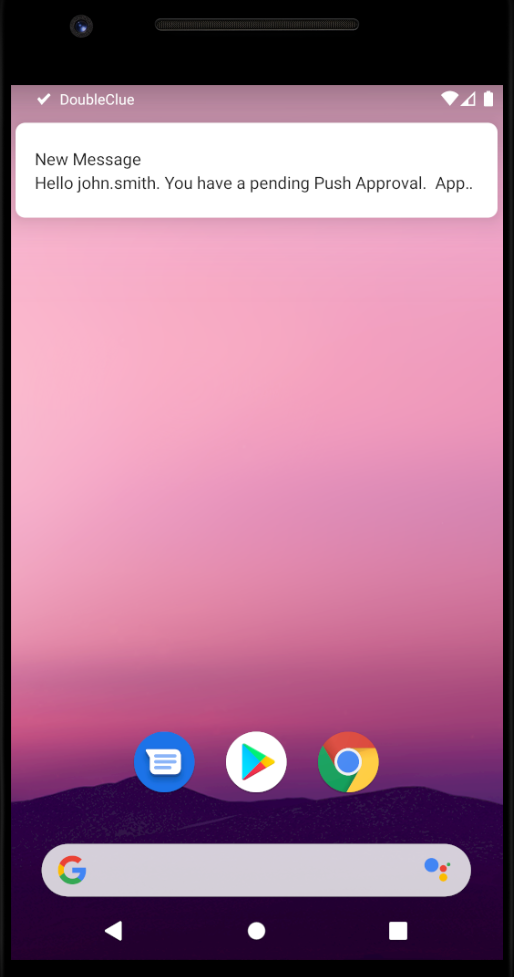 DoubleClue
New Message
Hello john.smith. You have a pending Push Approval.  App..